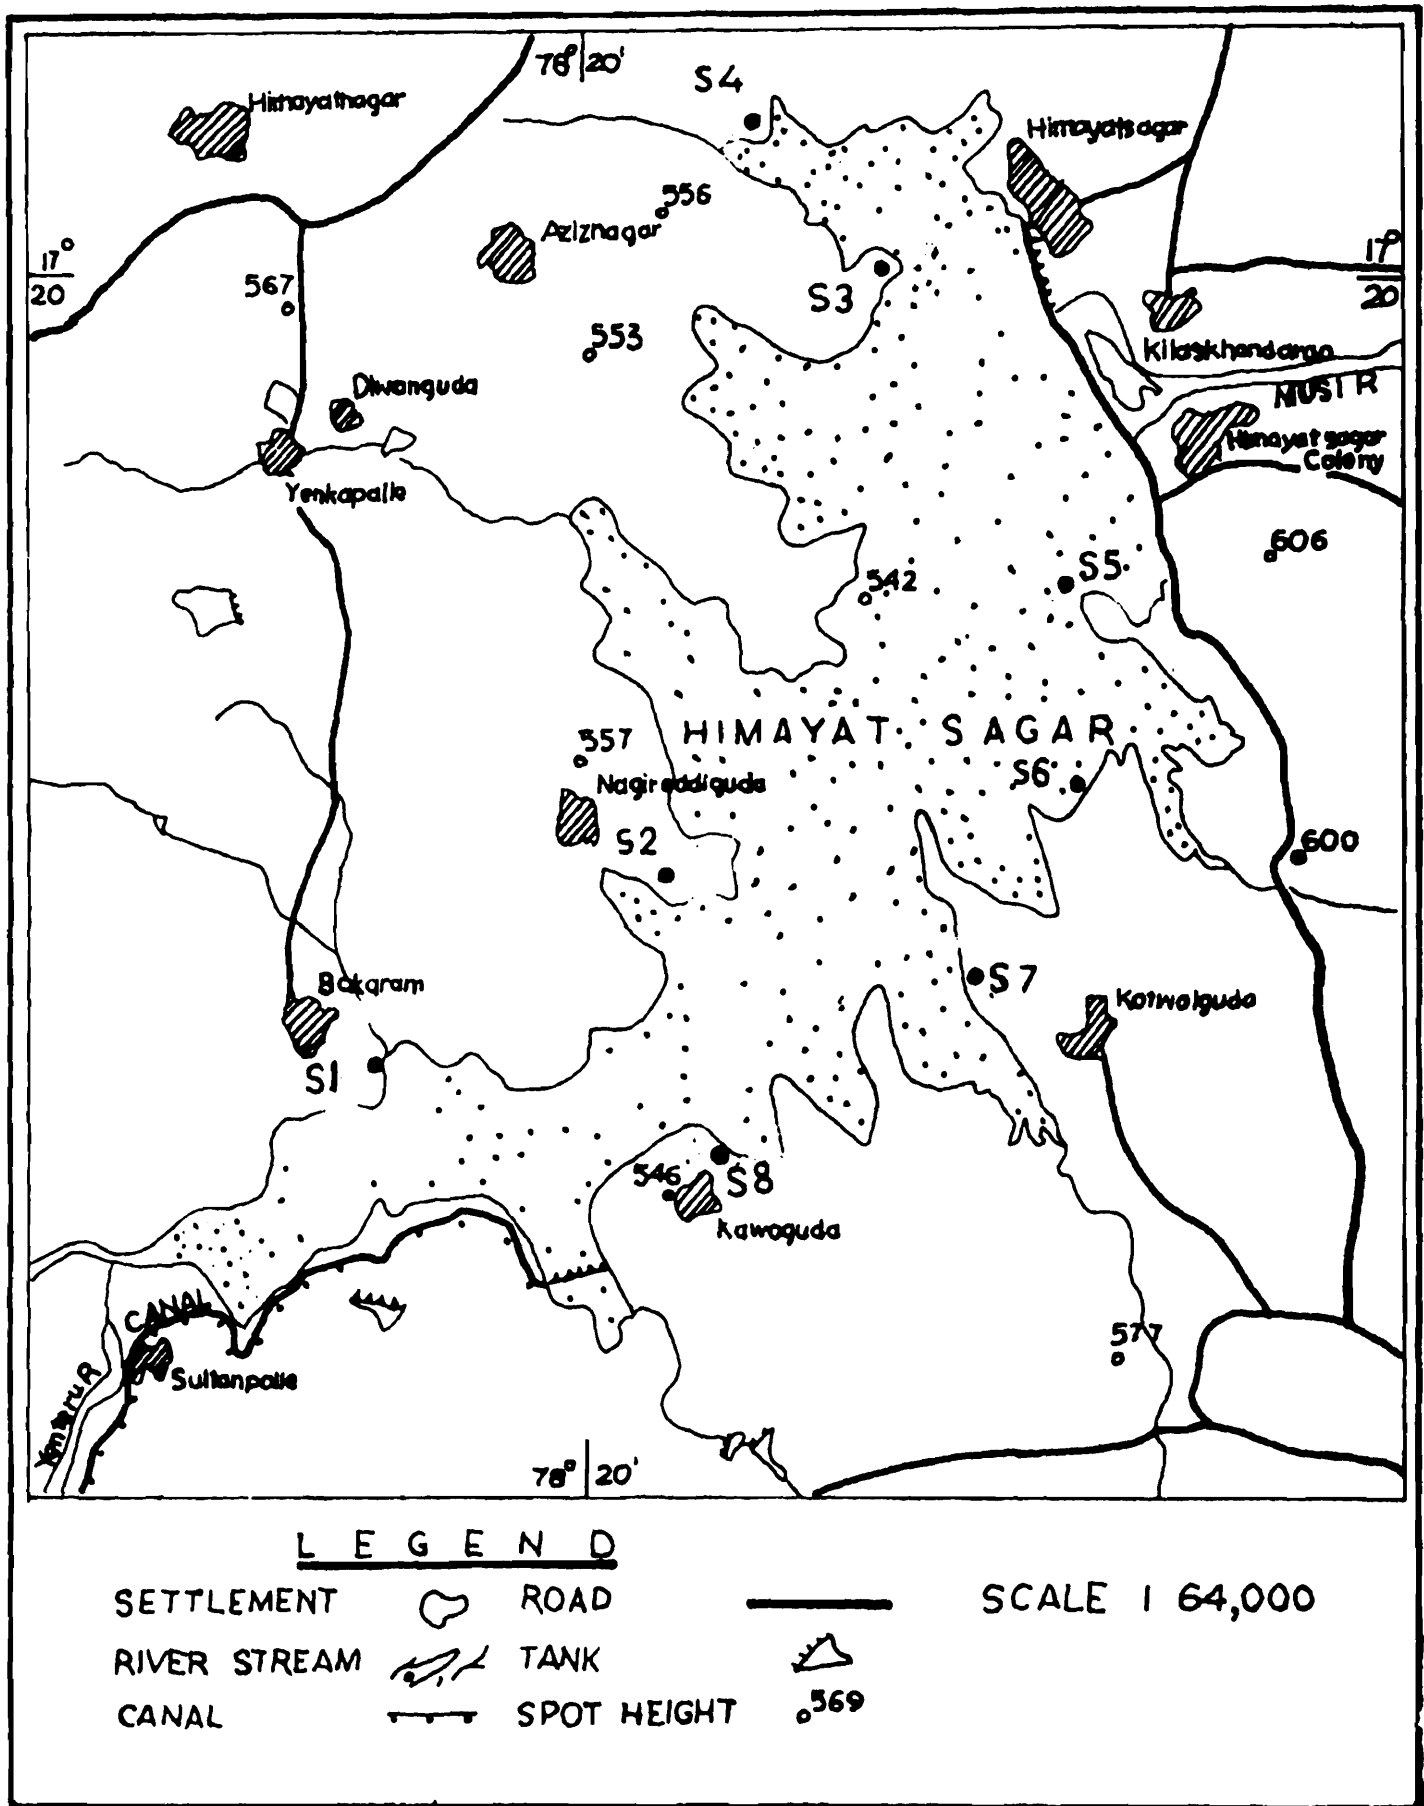 78° 20'
S4
Himayathagar
Himayatsagar
556
Aziznagar
17°
20
17°
20
567
S3
553
Kilaskhandarga
Diwanguda
MUSI R
Himayat sagar
Colony
Yenkapalle
606
S5
542
HIMAYAT SAGAR
557
S6
Nagireddiguda
S2
600
S7
Bakaram
Kotwalguda
S1
546
S8
Kawaguda
CANAL
577
Sultanpalle
78° 20'
LEGEND
SETTLEMENT ROAD SCALE 1 64,000
RIVER STREAM TANK
CANAL SPOT HEIGHT 569